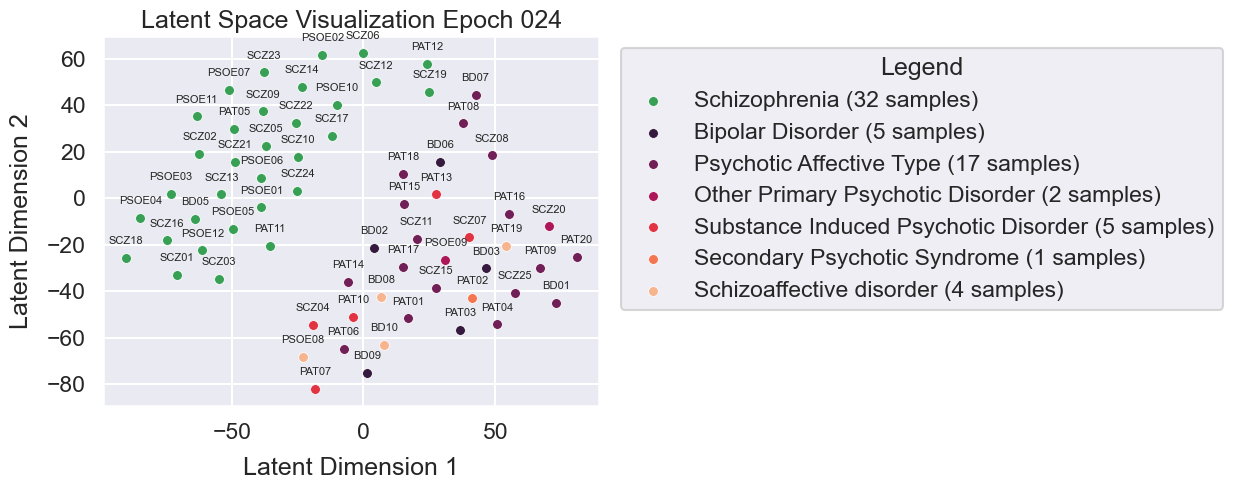 Latent Space Visualization Epoch 024
Latent Dimension 2
60
40
20
0
−20
−40
−60
−80
PSOE02
SCZ06
PAT12
SCZ23
SCZ14
SCZ12
SCZ19
BD07
PSOE07
PSOE10
PSOE11
SCZ09
PAT05
SCZ22
SCZ17
PAT08
SCZ02
SCZ05
SCZ21
SCZ10
SCZ08
BD06
PSOE06
PAT18
PSOE03
SCZ13
SCZ24
PAT13
PSOE04
BD05
PSOE01
PAT15
PAT16
SCZ16
PSOE05
SCZ11
SCZ07
SCZ20
SCZ18
PSOE12
PAT11
BD02
PSOE09
PAT19
SCZ01
SCZ03
PAT17
BD03
PAT09
PAT20
PAT14
BD08
SCZ15
PAT02
SCZ25
BD01
SCZ04
PAT10
PAT01
PAT03
PAT04
PSOE08
PAT06
BD10
PAT07
BD09
−50
0
50
Latent Dimension 1
Legend
Schizophrenia (32 samples)
Bipolar Disorder (5 samples)
Psychotic Affective Type (17 samples)
Other Primary Psychotic Disorder (2 samples)
Substance Induced Psychotic Disorder (5 samples)
Secondary Psychotic Syndrome (1 samples)
Schizoaffective disorder (4 samples)